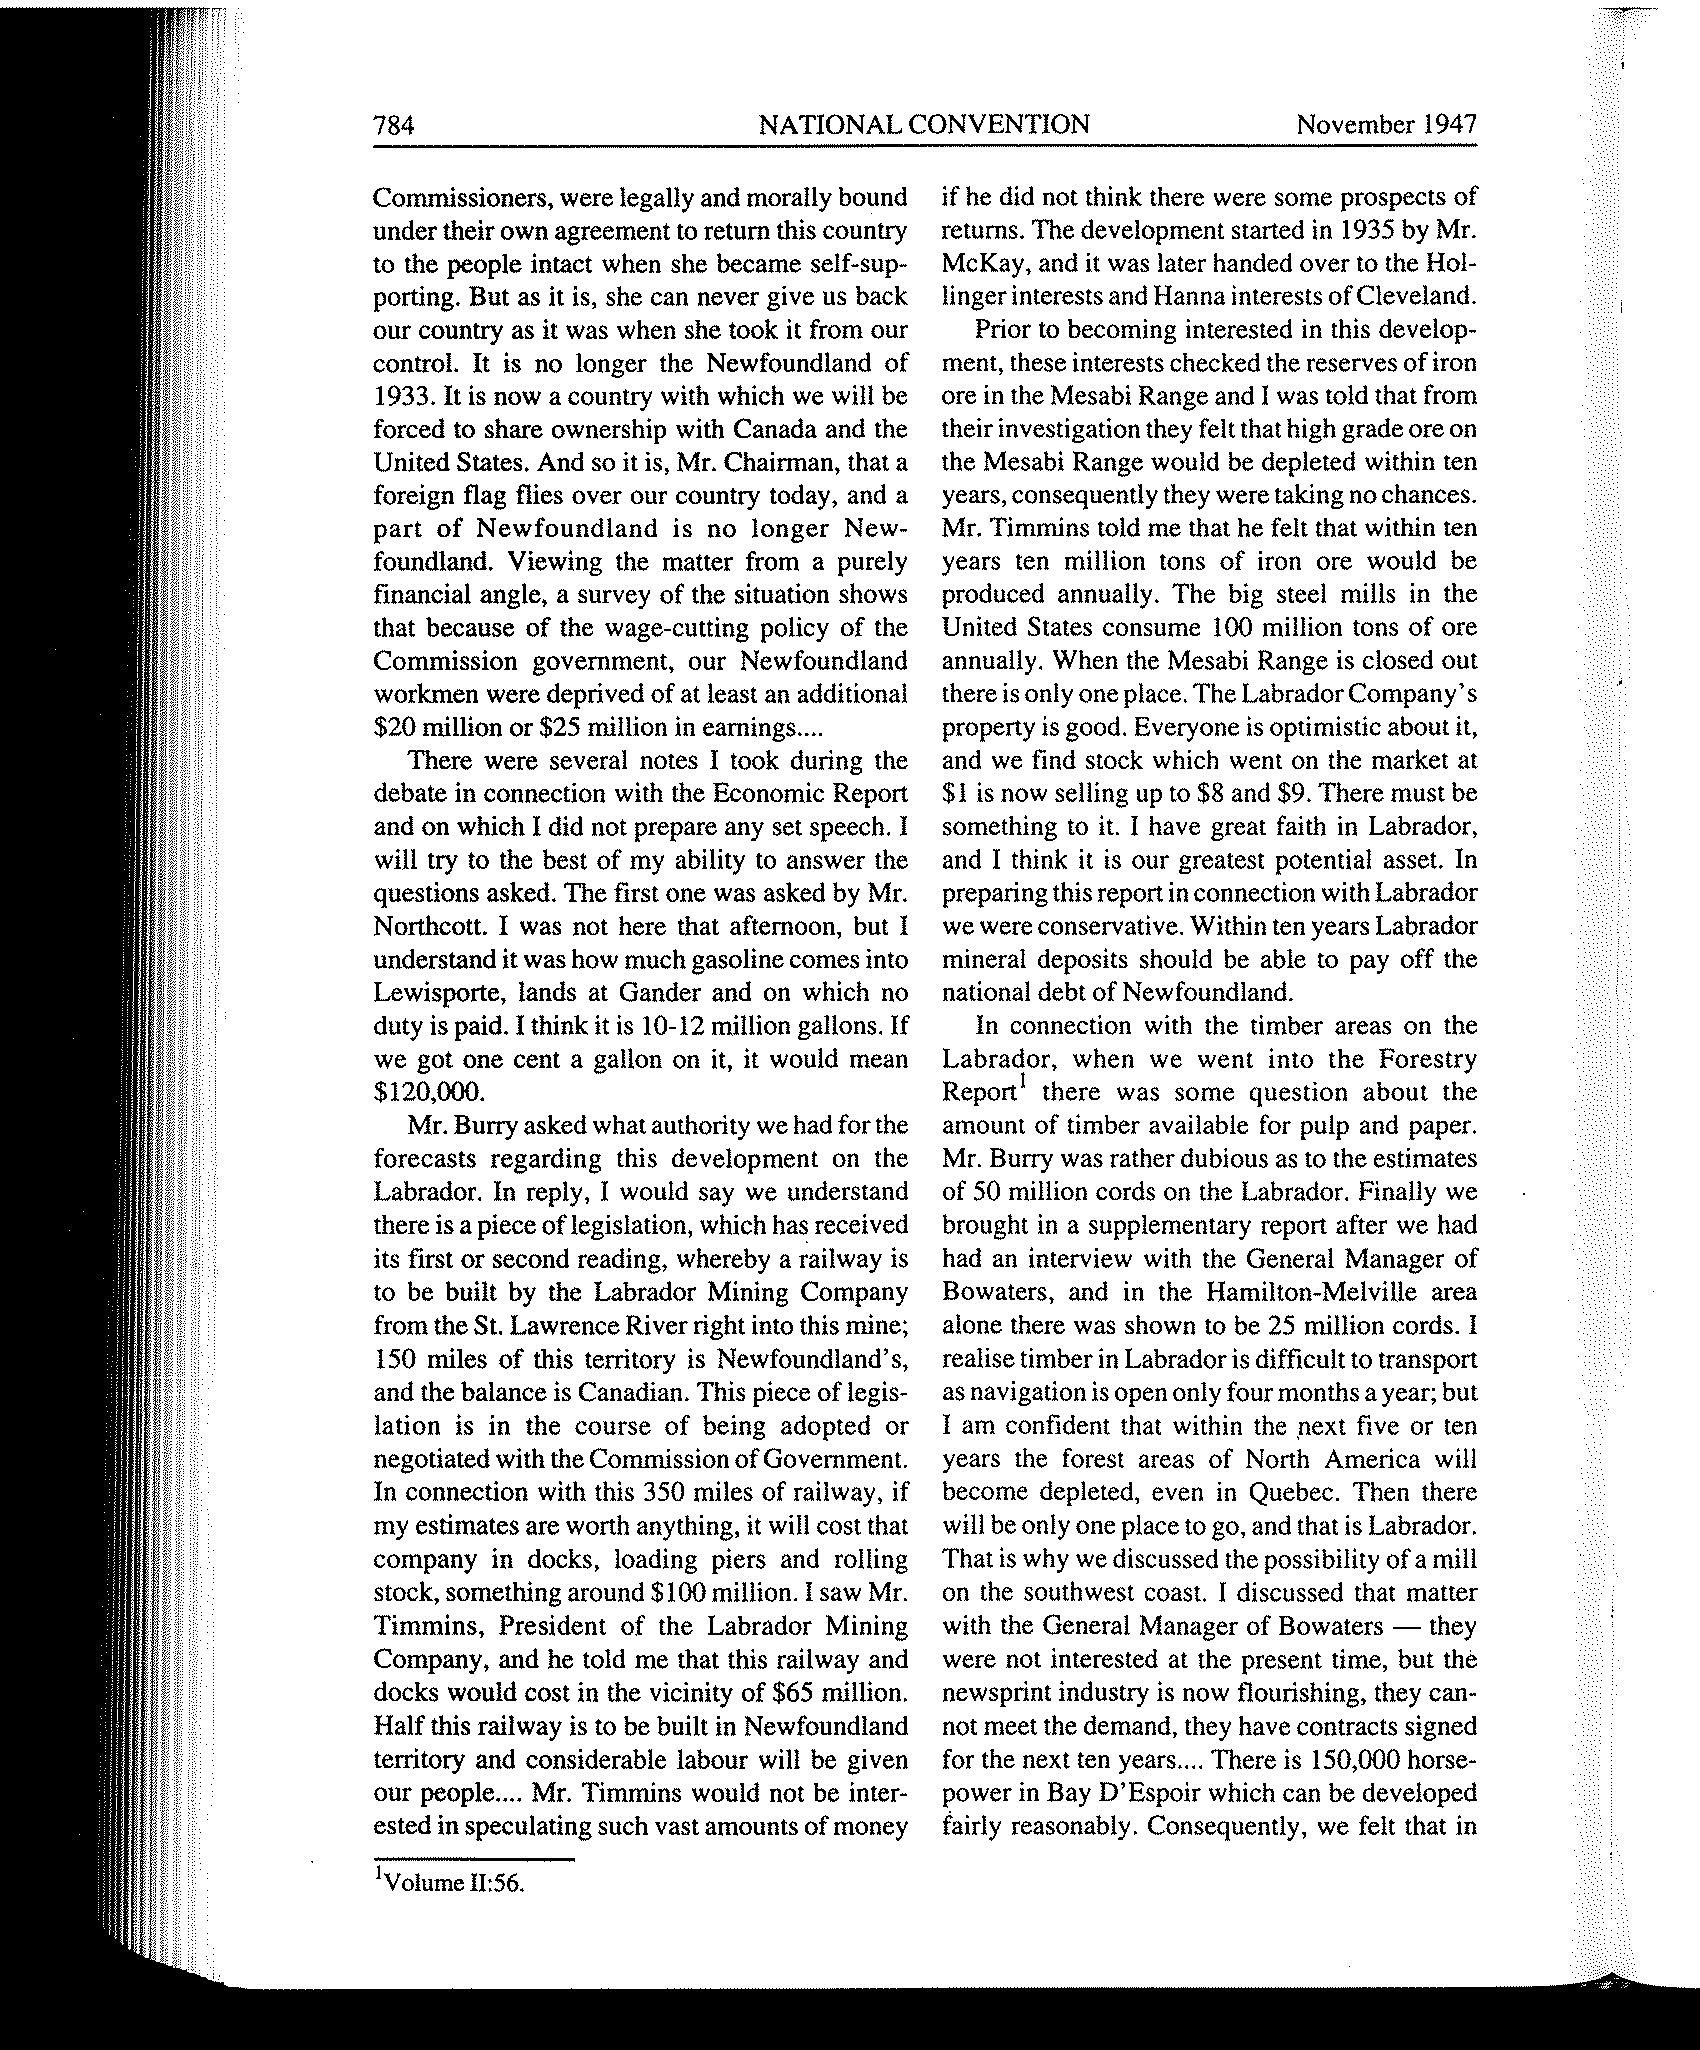 784 NATIONAL CONVENTION November 1947
Commissioners, were legally and morally bound
under their own agreement to return this country
to the people intact when she became self-sup-
porting. But as it is, she can never give us back
our country as it was when she took it from our
control. It is no longer the Newfoundland of
1933. It is now a country with which we will be
forced to share ownership with Canada and the
United States. And so it is, Mr. Chairman, that a
foreign flag flies over our country today, and a
part of Newfoundland is no longer New-
foundland. Viewing the matter from a purely
financial angle, a survey of the situation shows
that because of the wage-cutting policy of the
Commission government, our Newfoundland
workmen were deprived of at least an additional
$20 million or $25 million in earnings....
There were several notes I took during the
debate in connection with the Economic Report
and on which I did not prepare any set speech. I
will try to the best of my ability to answer the
questions asked. The first one was asked by Mr.
Northcott. I was not here that afternoon, but I
understand it was how much gasoline comes into
Lewisporte, lands at Gander and on which no
duty is paid. I think it is 10-12 million gallons. If
we got one cent a gallon on it, it would mean
$120,000.
Mr. Burry asked what authority we had for the
forecasts regarding this development on the
Labrador. In reply, I would say we understand
there is a piece of legislation, which has received
its first or second reading, whereby a railway is
to be built by the Labrador Mining Company
from the St. Lawrence River right into this mine;
150 miles of this territory is Newfoundland's,
and the balance is Canadian. This piece of legis-
lation is in the course of being adopted or
negotiated with the Commission of Government.
In connection with this 350 miles of railway, if
my estimates are worth anything, it will cost that
company in docks, loading piers and rolling
stock, something around $100 million. I saw Mr.
Timmins, President of the Labrador Mining
Company, and he told me that this railway and
docks would cost in the vicinity of $65 million.
Half this railway is to be built in Newfoundland
territory and considerable labour will be given
our people.... Mr. Timmins would not be inter-
ested in speculating such vast amounts of money
if he did not think there were some prospects of
returns. The development started in 1935 by Mr.
McKay, and it was later handed over to the Hol-
linger interests and Hanna interests of Cleveland.
Prior to becoming interested in this develop-
ment, these interests checked the reserves of iron
ore in the Mesabi Range and I was told that from
their investigation they felt that high grade ore on
the Mesabi Range would be depleted within ten
years, consequently they were taking no chances.
Mr. Timmins told me that he felt that within ten
years ten million tons of iron ore would be
produced annually. The big steel mills in the
United States consume 100 million tons of ore
annually. When the Mesabi Range is closed out
there is only one place. The Labrador Company's
property is good. Everyone is optimistic about it,
and we find stock which went on the market at
$1 is now selling up to $8 and $9. There must be
something to it. I have great faith in Labrador,
and I think it is our greatest potential asset. In
preparing this report in connection with Labrador
we were conservative. Within ten years Labrador
mineral deposits should be able to pay off the
national debt of Newfoundland.
In connection with the timber areas on the
Labrador, when we went into the Forestry
Report¹ there was some question about the
amount of timber available for pulp and paper.
Mr. Burry was rather dubious as to the estimates
of 50 million cords on the Labrador. Finally we
brought in a supplementary report after we had
had an interview with the General Manager of
Bowaters, and in the Hamilton-Melville area
alone there was shown to be 25 million cords. I
realise timber in Labrador is difficult to transport
as navigation is open only four months a year; but
I am confident that within the next five or ten
years the forest areas of North America will
become depleted, even in Quebec. Then there
will be only one place to go, and that is Labrador.
That is why we discussed the possibility of a mill
on the southwest coast. I discussed that matter
with the General Manager of Bowaters — they
were not interested at the present time, but the
newsprint industry is now flourishing, they can-
not meet the demand, they have contracts signed
for the next ten years.... There is 150,000 horse-
power in Bay D'Espoir which can be developed
fairly reasonably. Consequently, we felt that in
¹Volume II:56.